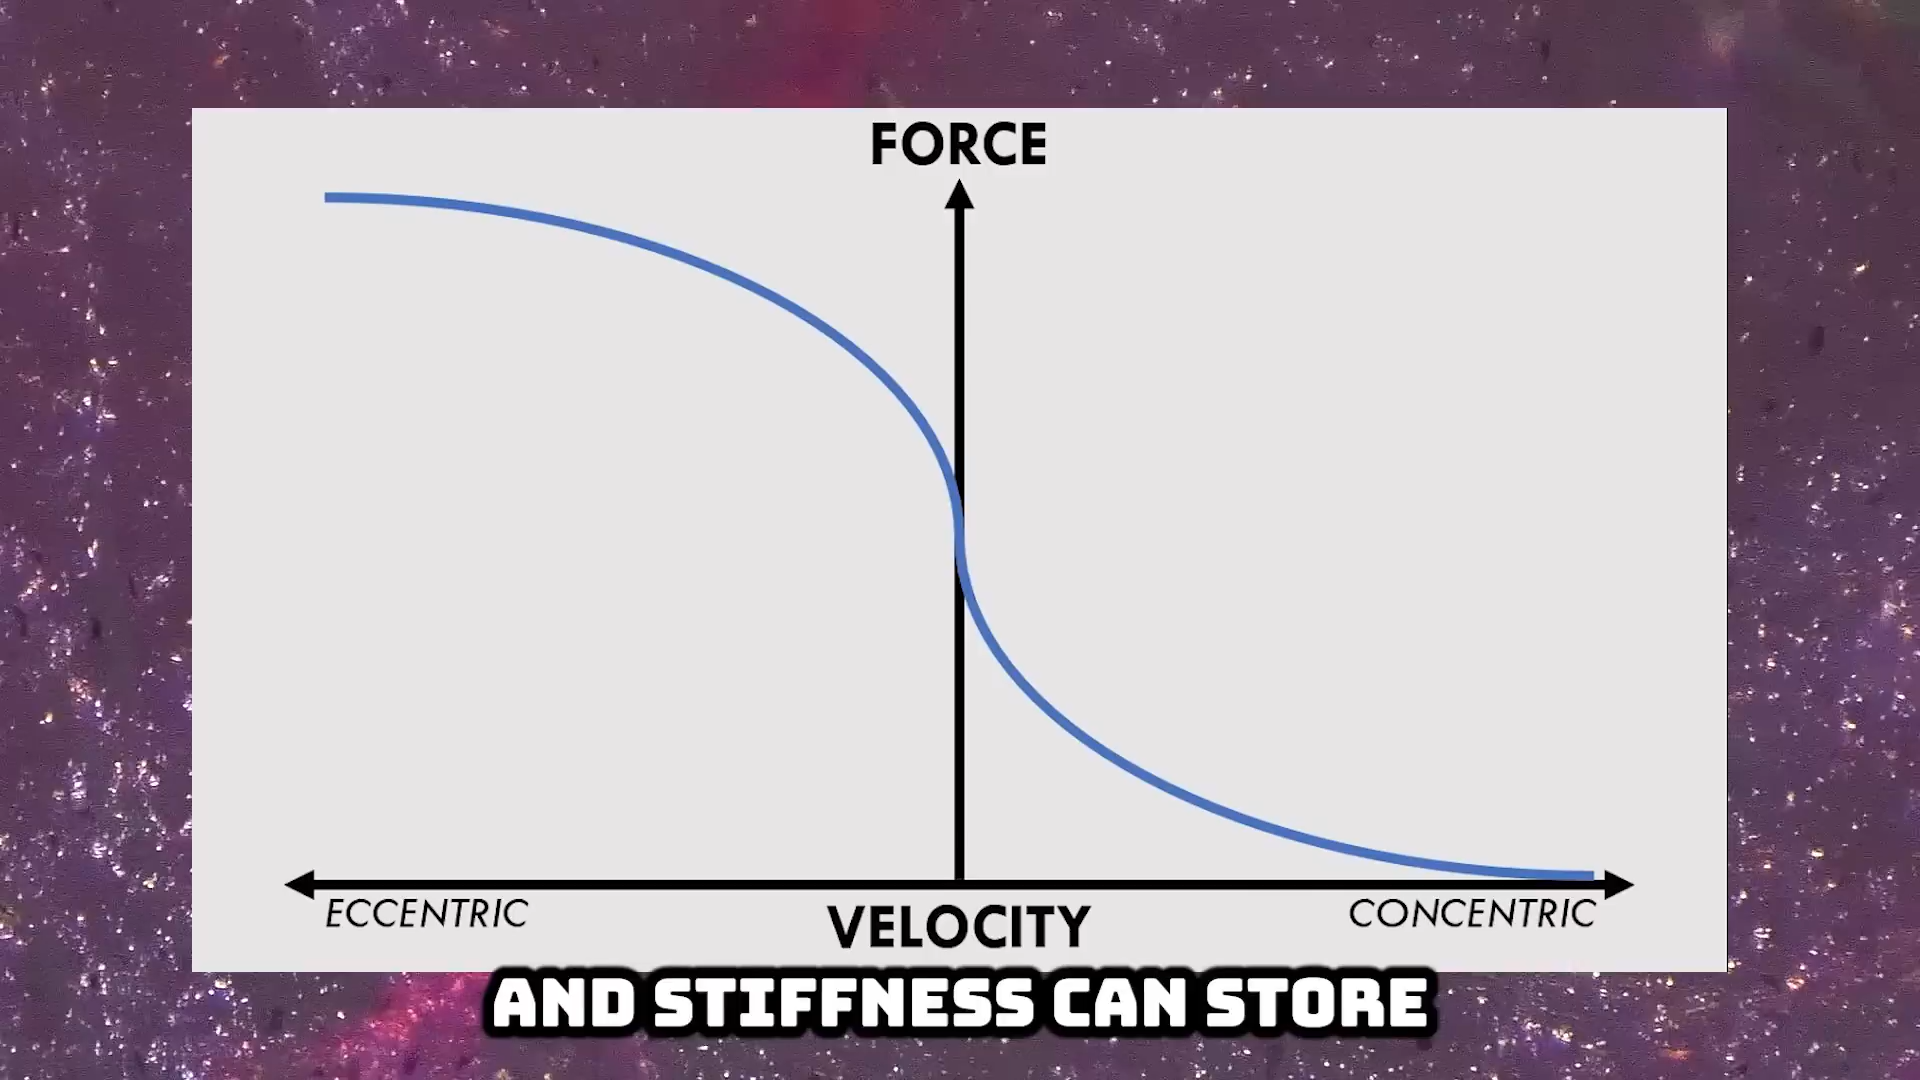 FORCE
ECCENTRIC
CONCENTRIC
VELOCITY
AND STIFFNESS CAN STORE